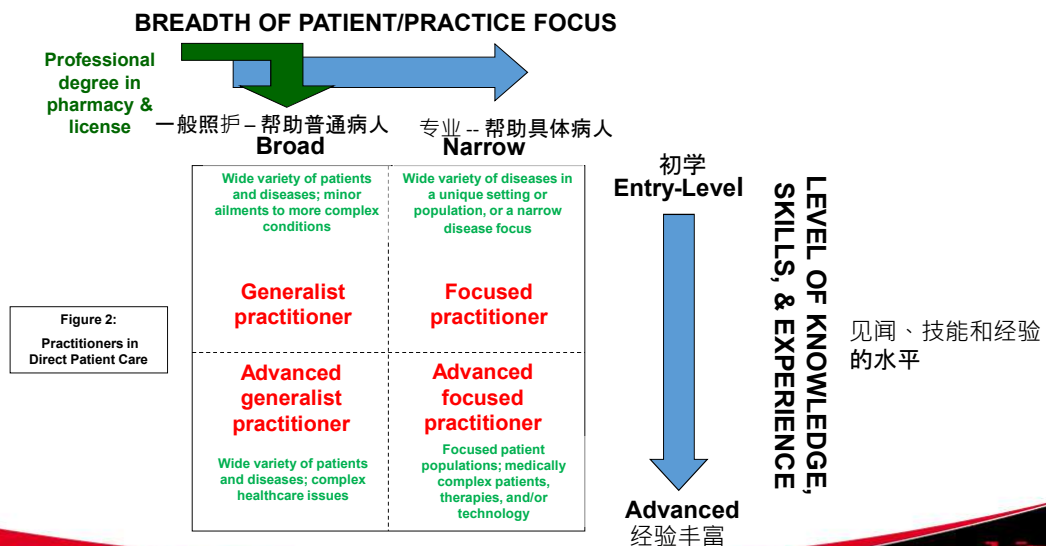 BREADTH OF PATIENT/PRACTICE FOCUS
Professional
degree in
pharmacy &
license
一般照护 – 帮助普通病人
Broad
专业 -- 帮助具体病人
Narrow
初学
Entry-Level
Wide variety of patients
and diseases; minor
ailments to more complex
conditions
Wide variety of diseases in
a unique setting or
population, or a narrow
disease focus
Generalist
practitioner
Focused
practitioner
Figure 2:
Practitioners in
Direct Patient Care
Advanced
generalist
practitioner
Advanced
focused
practitioner
Wide variety of patients
and diseases; complex
healthcare issues
Focused patient
populations; medically
complex patients,
therapies, and/or
technology
Advanced
经验丰富
LEVEL OF KNOWLEDGE,
SKILLS, & EXPERIENCE
见闻、技能和经验
的水平